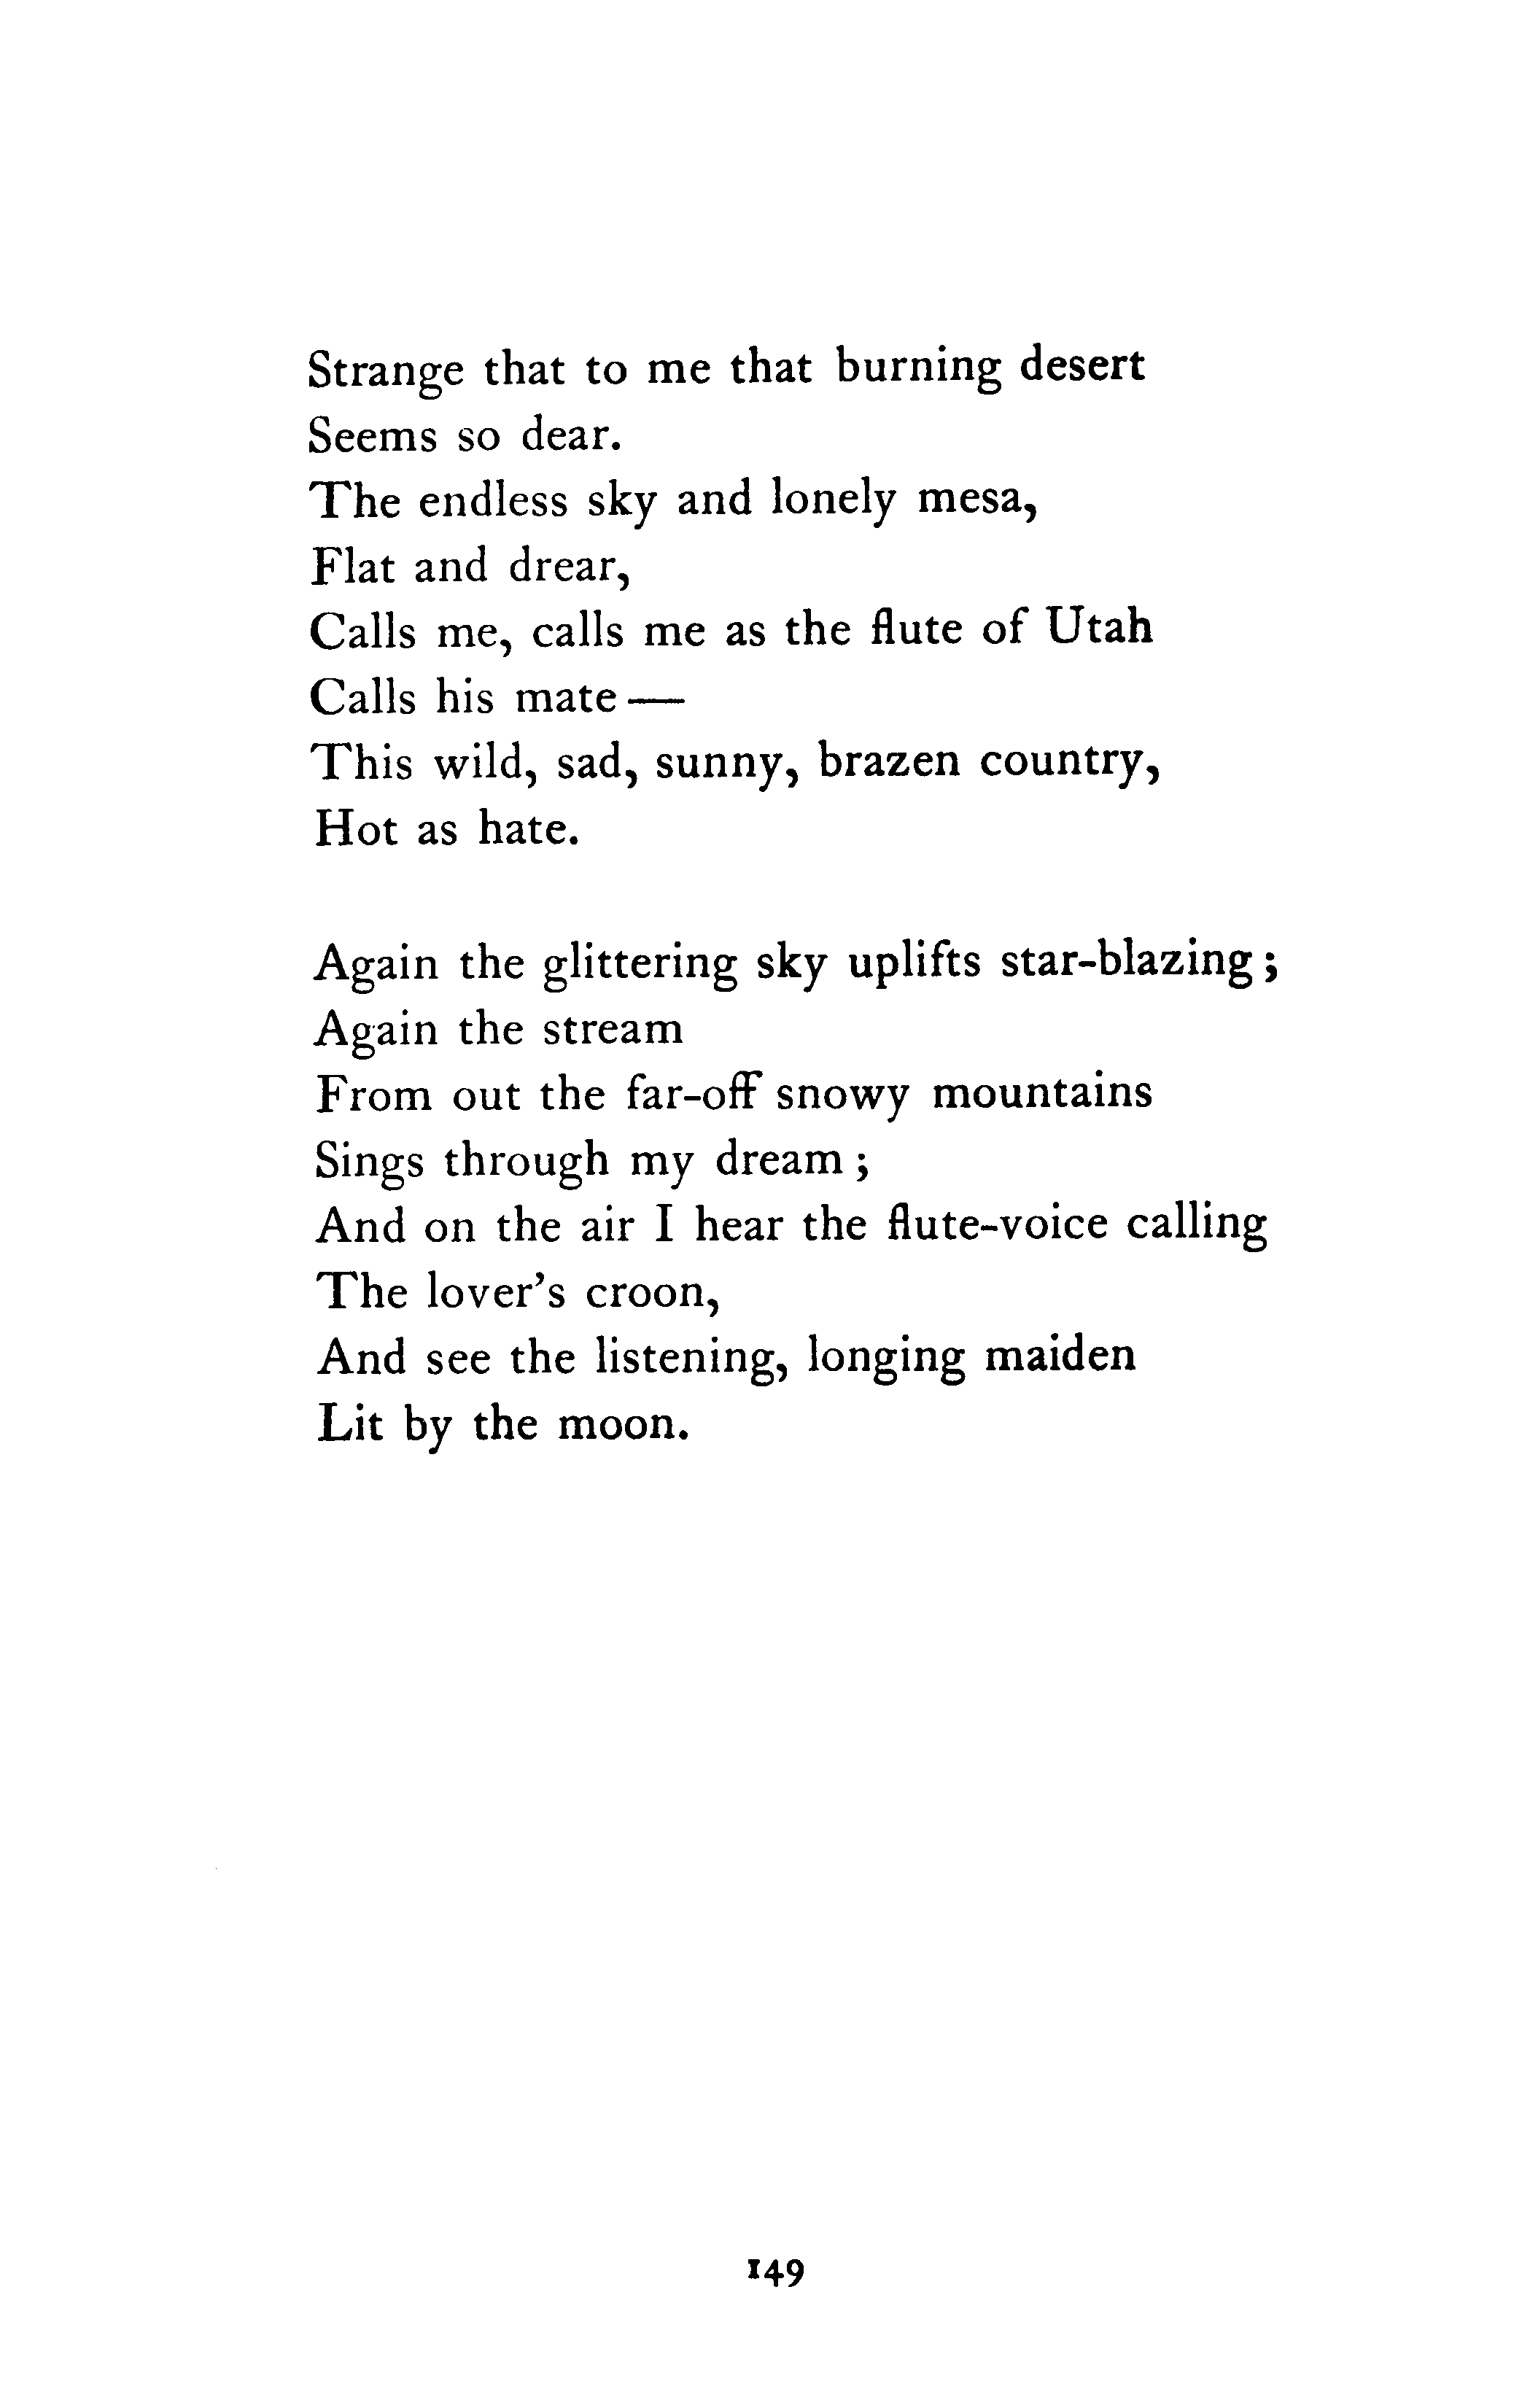 Strange that to me that burning desert
Seems so dear.
The endless sky and lonely mesa,
Flat and drear,
Calls me, calls me as the flute of Utah
Calls his mate —
This wild, sad, sunny, brazen country,
Hot as hate.
Again the glittering sky uplifts star-blazing;
Again the stream
From out the far-off snowy mountains
Sings through my dream;
And on the air I hear the flute-voice calling
The lover's croon,
And see the listening, longing maiden
Lit by the moon.
149